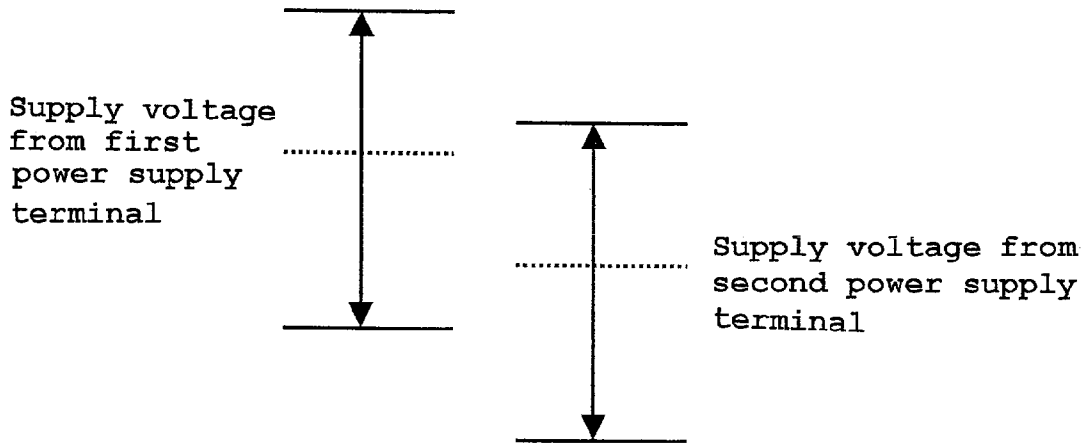 Supply voltage
from first
power supply
terminal
Supply voltage from
second power supply
terminal